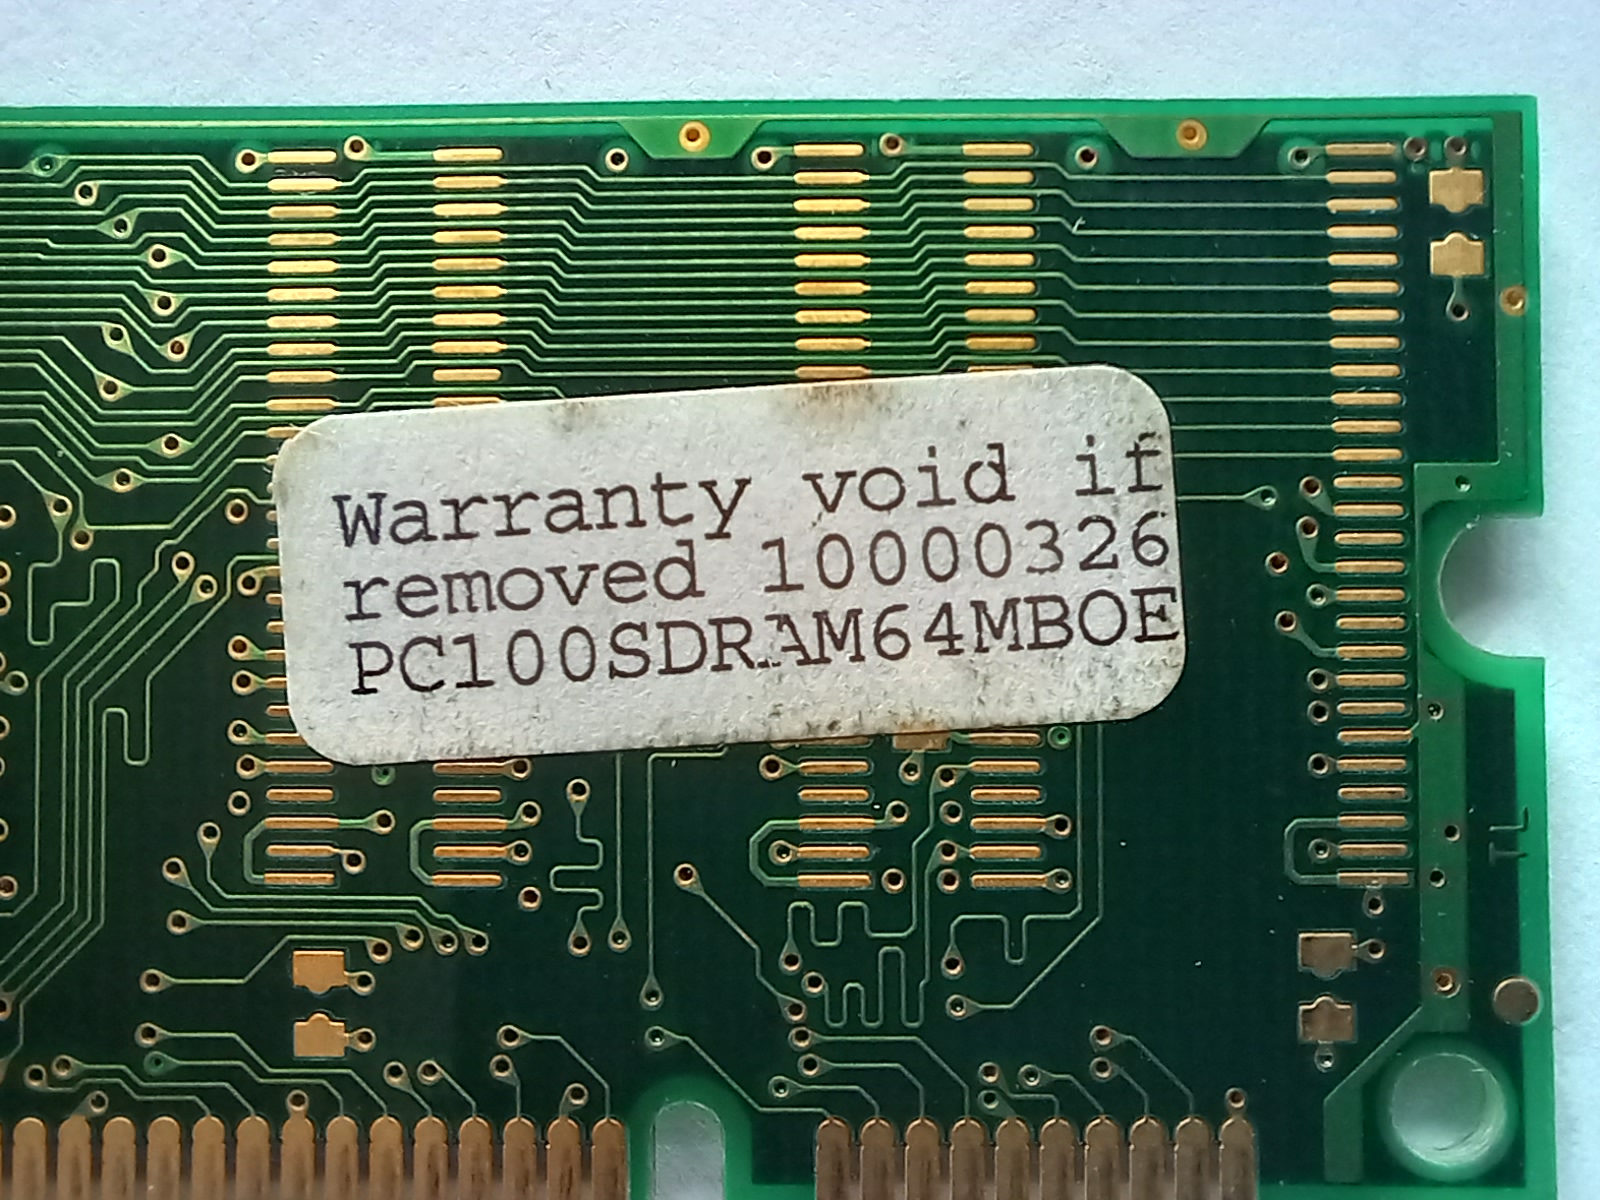 Warranty void if
removed 10000326
PC100SDRAM64MBOE